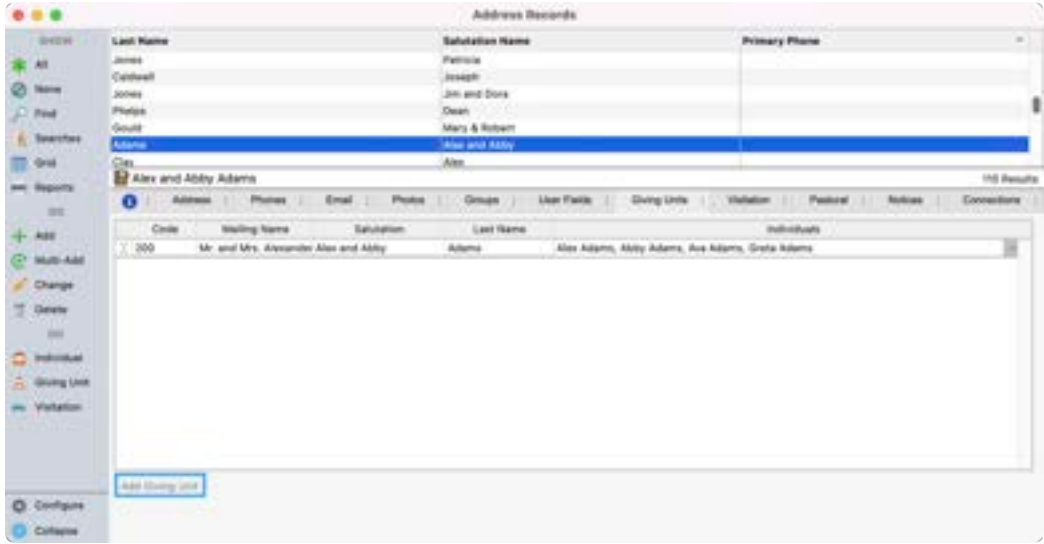 Address Records
SHOW
All
None
Find
Searches
Grid
Reports
Add
Multi-Add
Change
Delete
Individual
Giving Unit
Visitation
Configure
Collapse
Last Name Salutation Name Primary Phone
Jones Patricia
Caldwell Joseph
Jones Jim and Dora
Phelps Dean
Gould Mary & Robert
Adams Alex and Abby
Clay Alex
Alex and Abby Adams 110 Results
Address Phones Email Photos Groups User Fields Giving Units Visitation Pastoral Notices Connections
Code Mailing Name Salutation Last Name Individuals
200 Mr. and Mrs. Alexander Alex and Abby Adams Alex Adams, Abby Adams, Ava Adams, Greta Adams
Add Giving Unit